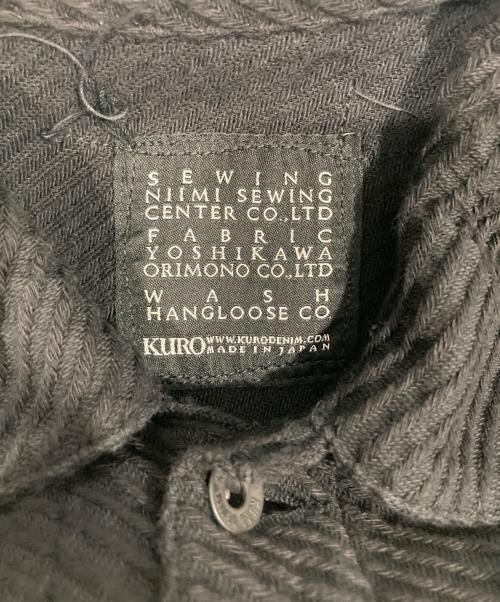 SEWING
NIIMI SEWING
CENTER CO.,LTD
FABRIC
YOSHIKAWA
ORIMONO CO.,LTD
WASH
HANGLOOSE CO.
KURO WWW.KURODENIM.COM
MADE IN JAPAN